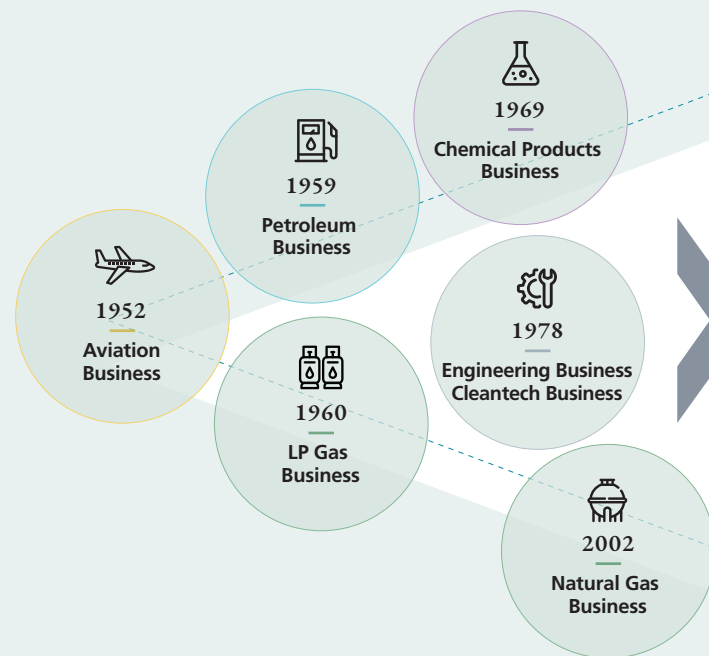 1952
Aviation
Business
1959
Petroleum
Business
1960
LP Gas
Business
1969
Chemical Products
Business
1978
Engineering Business
Cleantech Business
2002
Natural Gas
Business